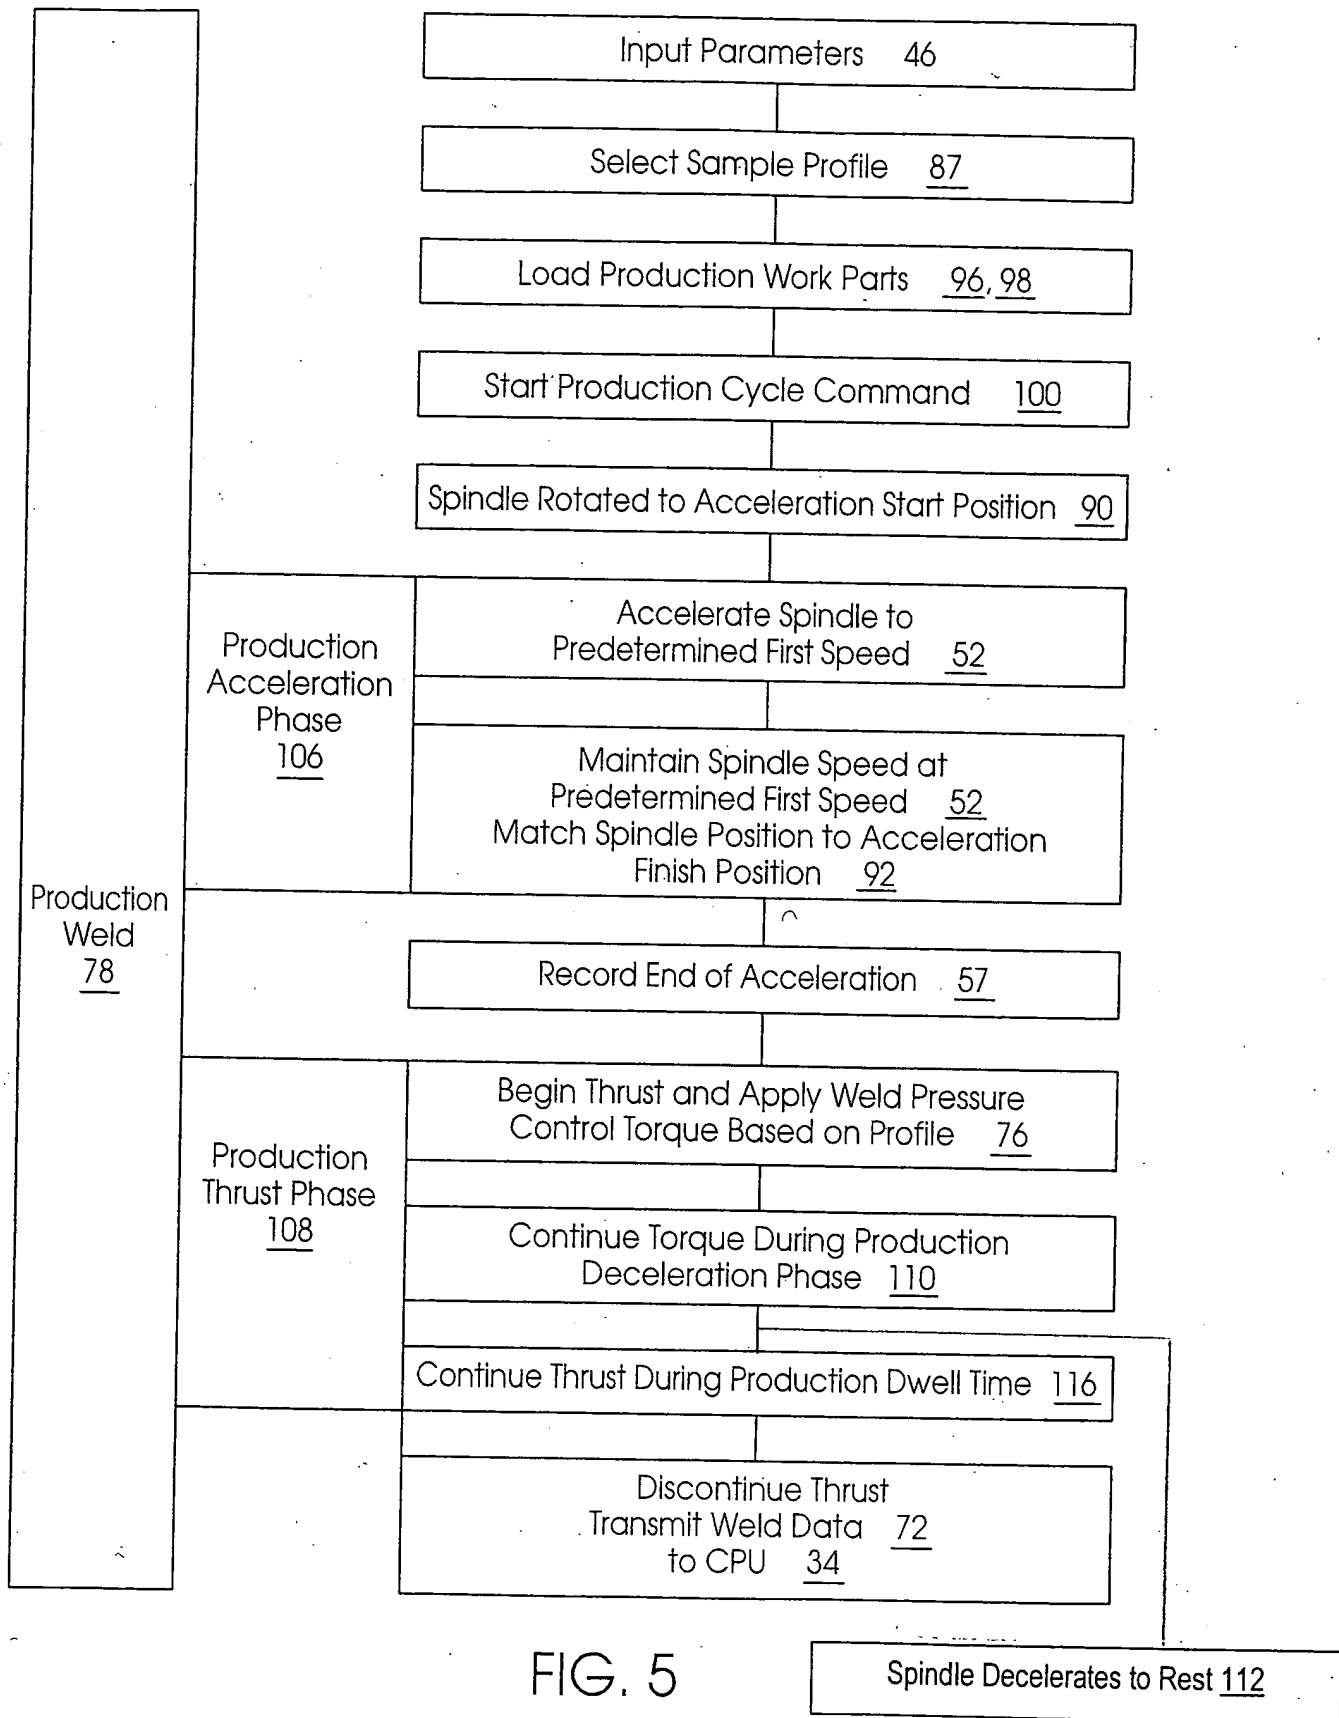 Input Parameters 46
Select Sample Profile 87
Load Production Work Parts 96, 98
Start Production Cycle Command 100
Spindle Rotated to Acceleration Start Position 90
Production
Acceleration
Phase
106
Accelerate Spindle to
Predetermined First Speed 52
Maintain Spindle Speed at
Predetermined First Speed 52
Match Spindle Position to Acceleration
Finish Position 92
Production
Weld
78
Record End of Acceleration 57
Production
Thrust Phase
108
Begin Thrust and Apply Weld Pressure
Control Torque Based on Profile 76
Continue Torque During Production
Deceleration Phase 110
Continue Thrust During Production Dwell Time 116
Discontinue Thrust
Transmit Weld Data 72
to CPU 34
Spindle Decelerates to Rest 112
FIG. 5